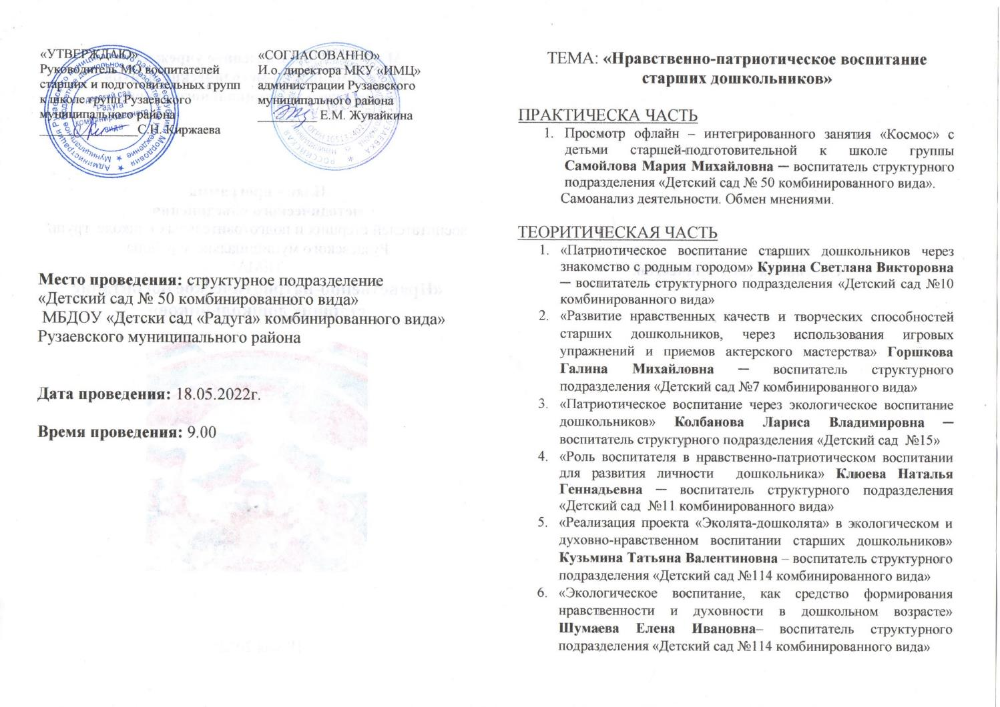 «УТВЕРЖДАЮ»
Руководитель МО воспитателей
старших и подготовительных групп
к школе групп Рузаевского
муниципального района
_______________С.Н. Киржаева
«СОГЛАСОВАННО»
И.о. директора МКУ «ИМЦ»
администрации Рузаевского
муниципального района
_________ Е.М. Жувайкина
детский сад
"Радуга"
комбинированного
вида
Место проведения: структурное подразделение
«Детский сад № 50 комбинированного вида»
МБДОУ «Детски сад «Радуга» комбинированного вида»
Рузаевского муниципального района
Дата проведения: 18.05.2022г.
Время проведения: 9.00
ТЕМА: «Нравственно-патриотическое воспитание
старших дошкольников»
ПРАКТИЧЕСКА ЧАСТЬ
1. Просмотр офлайн – интегрированного занятия «Космос» с
детьми старшей-подготовительной к школе группы
Самойлова Мария Михайловна — воспитатель структурного
подразделения «Детский сад № 50 комбинированного вида».
Самоанализ деятельности. Обмен мнениями.
ТЕОРИТИЧЕСКАЯ ЧАСТЬ
1. «Патриотическое воспитание старших дошкольников через
знакомство с родным городом» Курина Светлана Викторовна
— воспитатель структурного подразделения «Детский сад №10
комбинированного вида»
2. «Развитие нравственных качеств и творческих способностей
старших дошкольников, через использования игровых
упражнений и приемов актерского мастерства» Горшкова
Галина Михайловна — воспитатель структурного
подразделения «Детский сад №7 комбинированного вида»
3. «Патриотическое воспитание через экологическое воспитание
дошкольников» Колбанова Лариса Владимировна —
воспитатель структурного подразделения «Детский сад №15»
4. «Роль воспитателя в нравственно-патриотическом воспитании
для развития личности дошкольника» Клюева Наталья
Геннадьевна — воспитатель структурного подразделения
«Детский сад №11 комбинированного вида»
5. «Реализация проекта «Эколята-дошколята» в экологическом и
духовно-нравственном воспитании старших дошкольников»
Кузьмина Татьяна Валентиновна – воспитатель структурного
подразделения «Детский сад №114 комбинированного вида»
6. «Экологическое воспитание, как средство формирования
нравственности и духовности в дошкольном возрасте»
Шумаева Елена Ивановна– воспитатель структурного
подразделения «Детский сад №114 комбинированного вида»